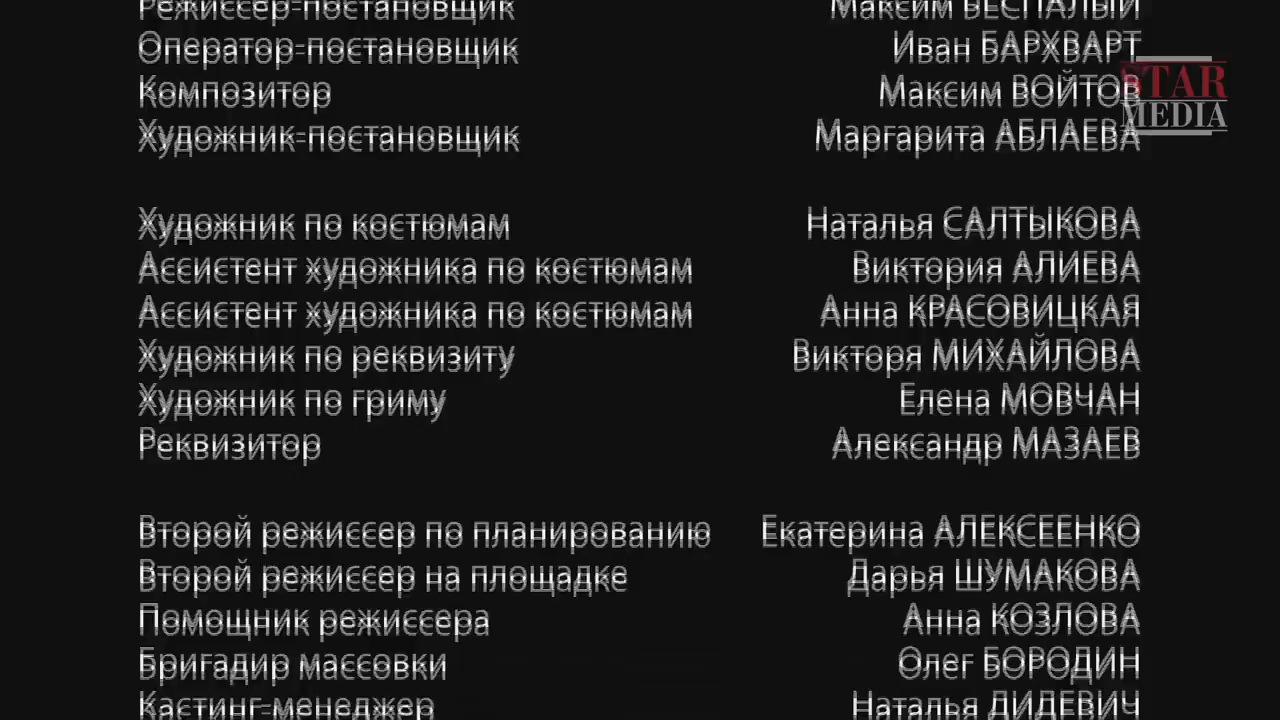 Режиссер-постановщик Максим БЕСПАЛЫЙ
Оператор-постановщик Иван БАРХВАРТ
Композитор Максим ВОЙТОВ
Художник-постановщик Маргарита АБЛАЕВА
STAR
MEDIA
Художник по костюмам Наталья САЛТЫКОВА
Ассистент художника по костюмам Виктория АЛИЕВА
Ассистент художника по костюмам Анна КРАСОВИЦКАЯ
Художник по реквизиту Викторя МИХАЙЛОВА
Художник по гриму Елена МОВЧАН
Реквизитор Александр МАЗАЕВ
Второй режиссер по планированию Екатерина АЛЕКСЕЕНКО
Второй режиссер на площадке Дарья ШУМАКОВА
Помощник режиссера Анна КОЗЛОВА
Бригадир массовки Олег БОРОДИН
Кастинг-менеджер Наталья ДИДЕВИЧ